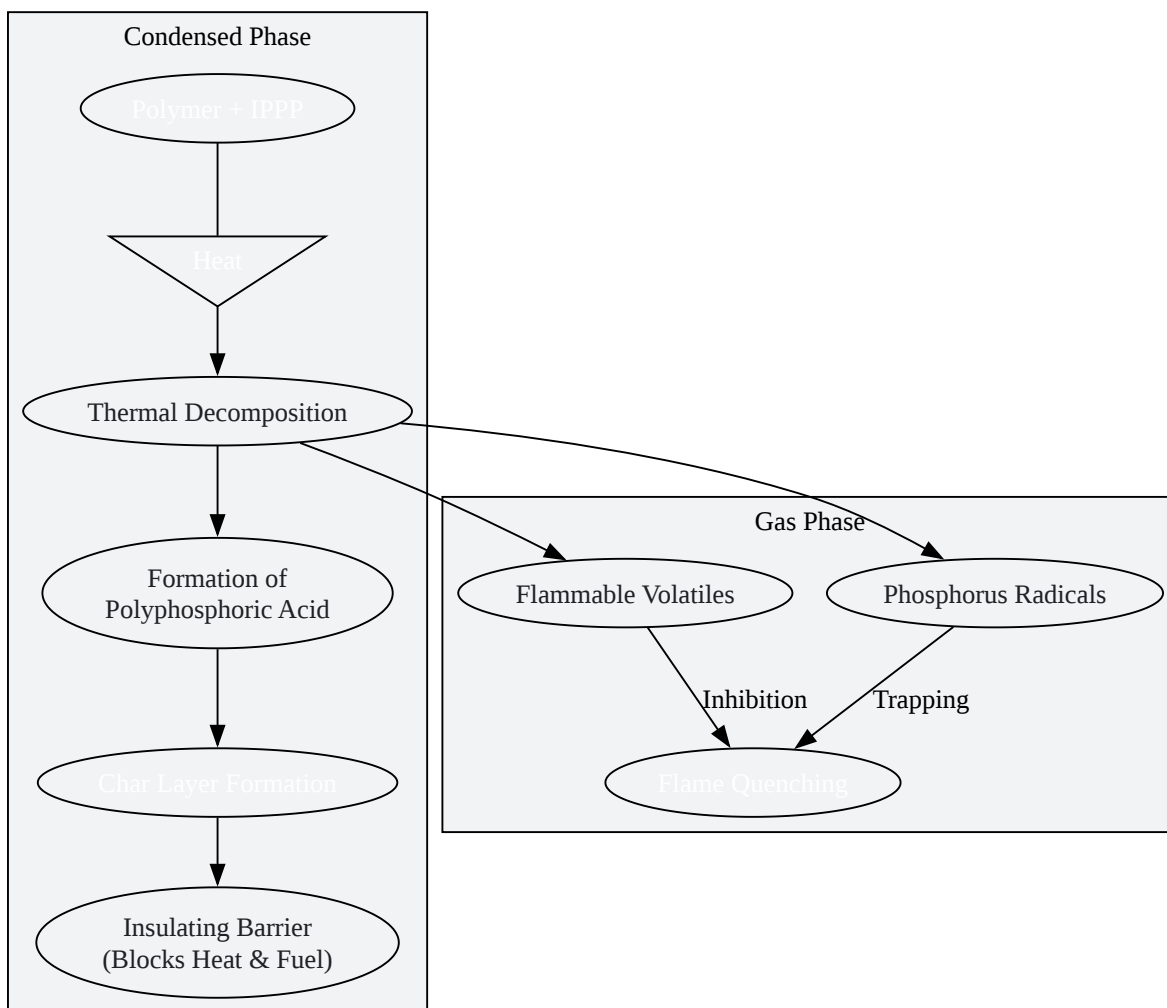 Condensed Phase
Polymer + IPPP
Heat
Thermal Decomposition
Formation of
Polyphosphoric Acid
Char Layer Formation
Insulating Barrier
(Blocks Heat & Fuel)
Gas Phase
Flammable Volatiles
Phosphorus Radicals
Inhibition
Trapping
Flame Quenching